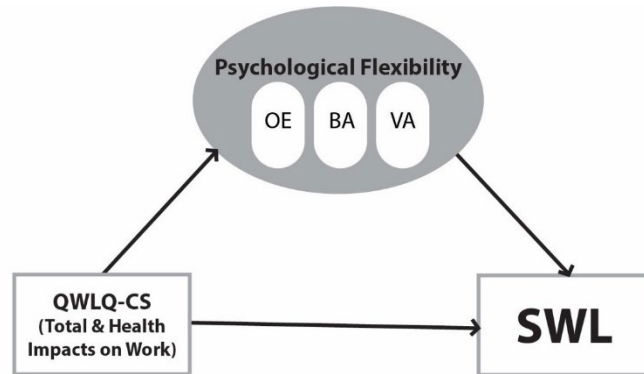 Psychological Flexibility
OE BA VA
QWLQ-CS
(Total & Health
Impacts on Work)
SWL